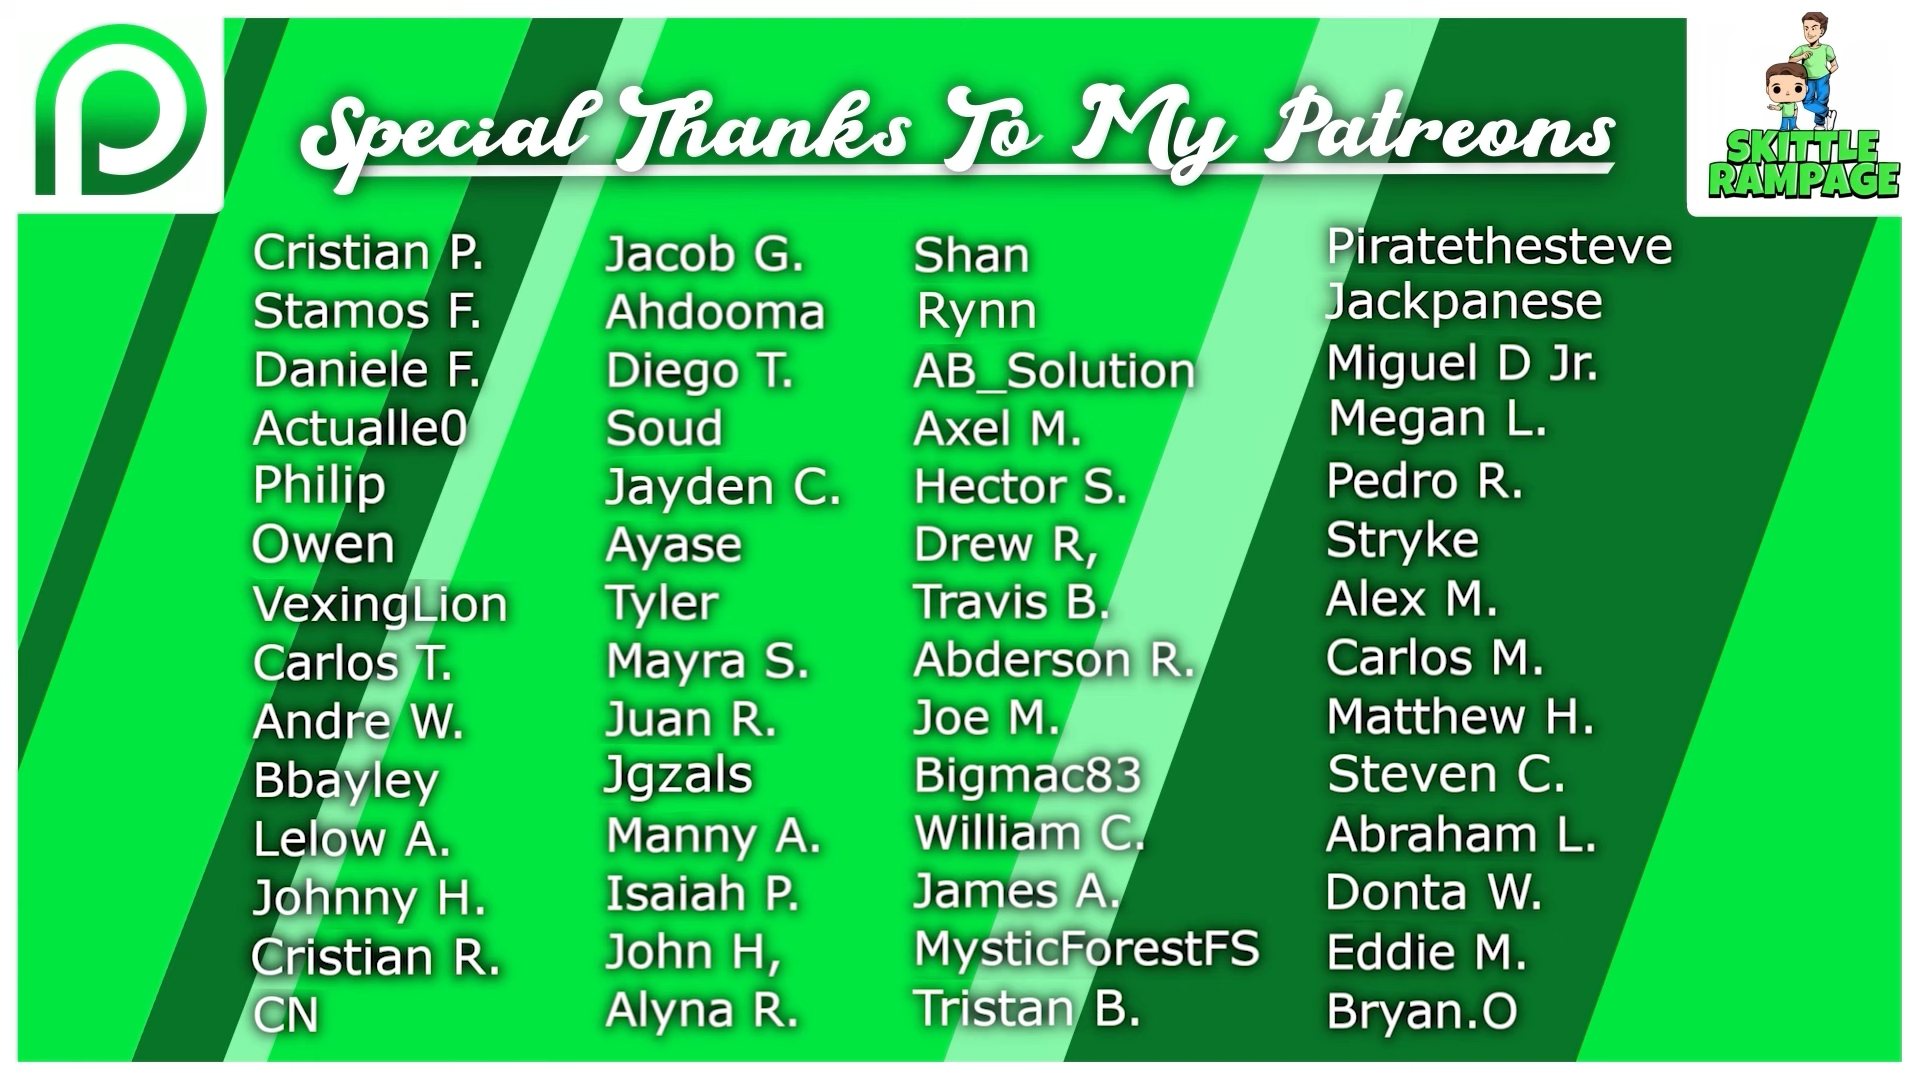 Special Thanks To My Patreons
SKITTLE
RAMPAGE
Cristian P.
Stamos F.
Daniele F.
Actualle0
Philip
Owen
VexingLion
Carlos T.
Andre W.
Bbayley
Lelow A.
Johnny H.
Cristian R.
CN
Jacob G.
Ahdooma
Diego T.
Soud
Jayden C.
Ayase
Tyler
Mayra S.
Juan R.
Jgzals
Manny A.
Isaiah P.
John H,
Alyna R.
Shan
Rynn
AB_Solution
Axel M.
Hector S.
Drew R,
Travis B.
Abderson R.
Joe M.
Bigmac83
William C.
James A.
MysticForestFS
Tristan B.
Piratethesteve
Jackpanese
Miguel D Jr.
Megan L.
Pedro R.
Stryke
Alex M.
Carlos M.
Matthew H.
Steven C.
Abraham L.
Donta W.
Eddie M.
Bryan.O